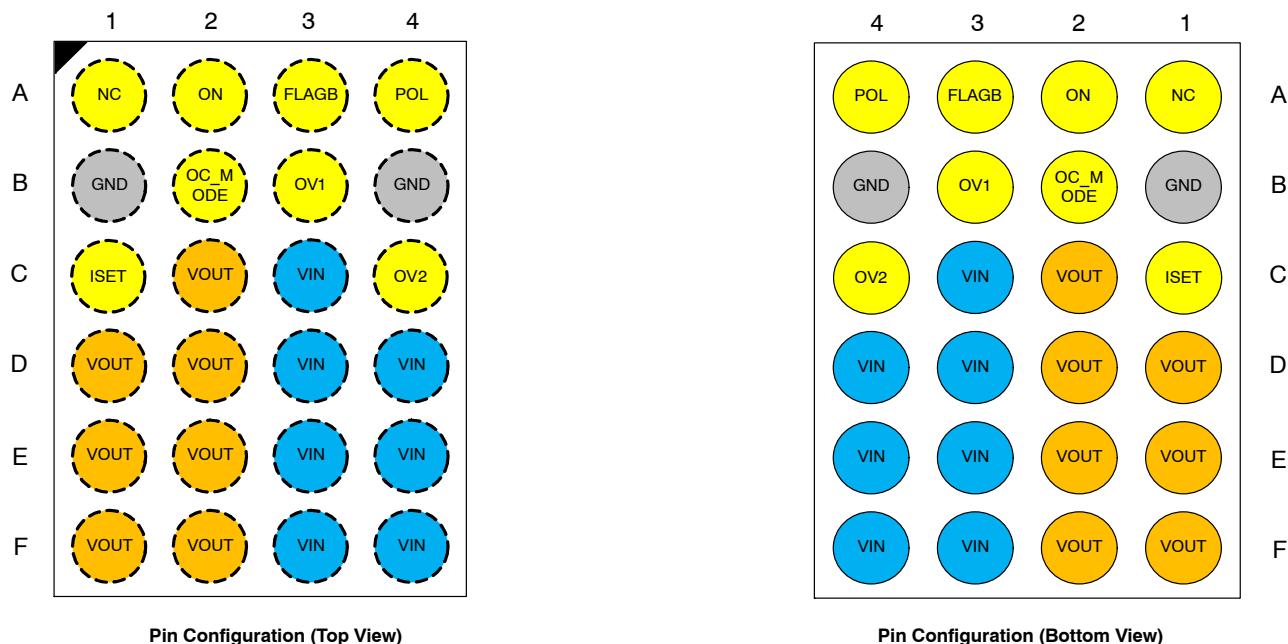 1 2 3 4
A NC ON FLAGB POL
B GND OC_M
ODE OV1 GND
C ISET VOUT VIN OV2
D VOUT VOUT VIN VIN
E VOUT VOUT VIN VIN
F VOUT VOUT VIN VIN
Pin Configuration (Top View)
4 3 2 1
POL FLAGB ON NC A
GND OV1 OC_M
ODE GND B
OV2 VIN VOUT ISET C
VIN VIN VOUT VOUT D
VIN VIN VOUT VOUT E
VIN VIN VOUT VOUT F
Pin Configuration (Bottom View)